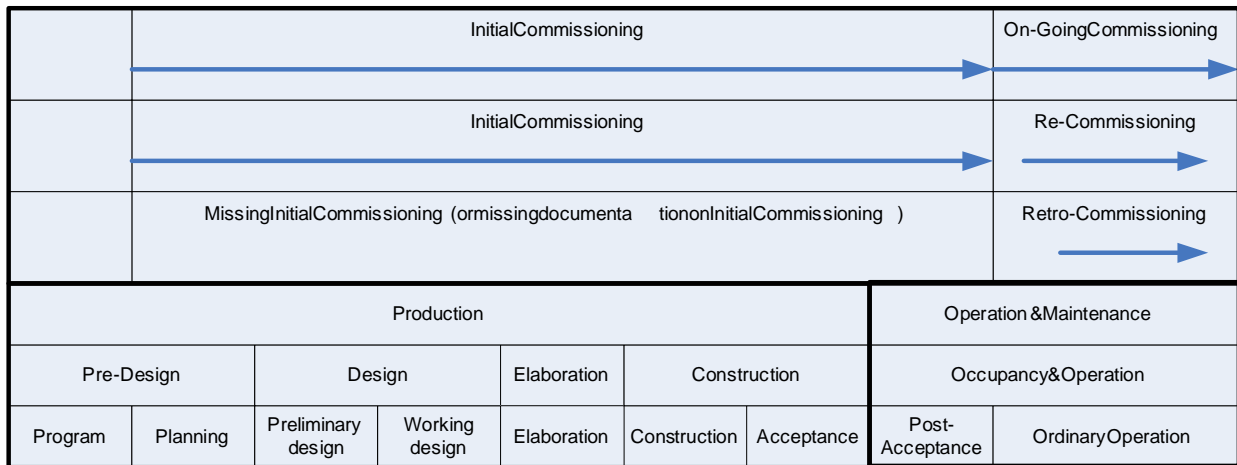 InitialCommissioning
On-GoingCommissioning
InitialCommissioning
Re-Commissioning
MissingInitialCommissioning (ormissingdocumenta tiononInitialCommissioning )
Retro-Commissioning
Production
Operation &Maintenance
Pre-Design
Design
Elaboration
Construction
Occupancy&Operation
Program
Planning
Preliminary
design
Working
design
Elaboration
Construction
Acceptance
Post-
Acceptance
OrdinaryOperation